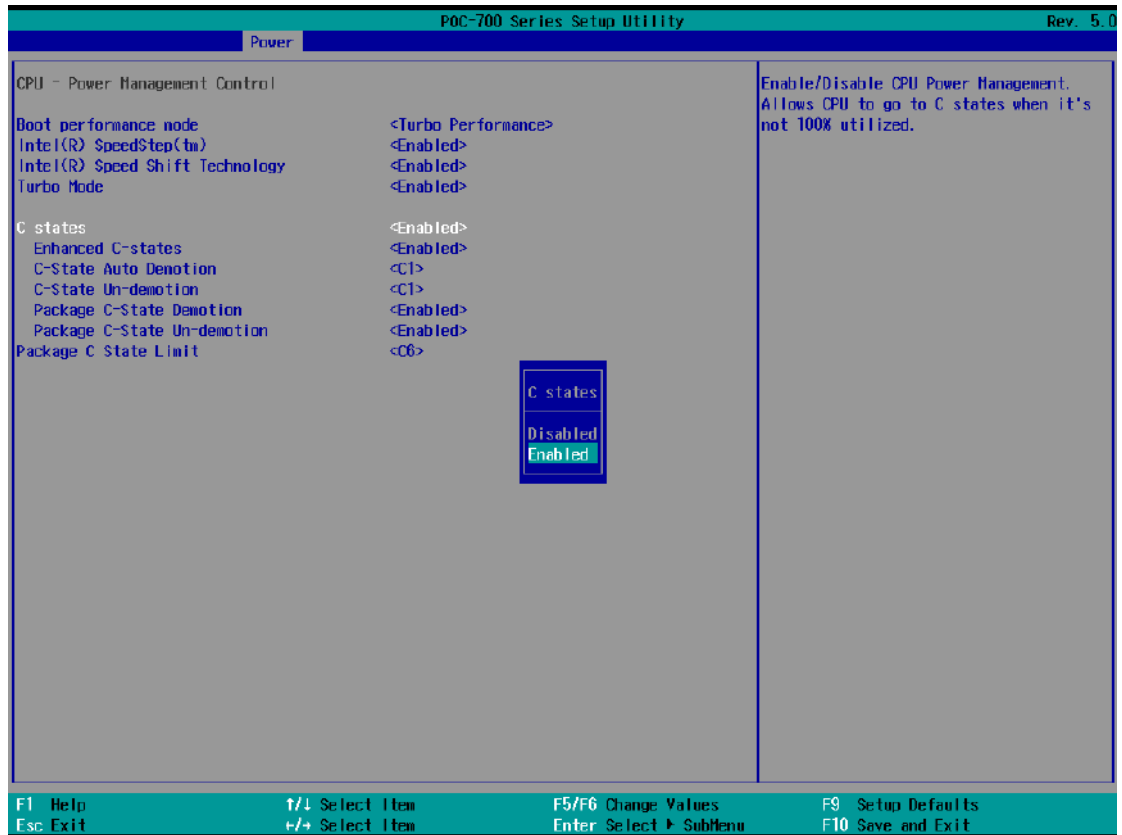 POC-700 Series Setup Utility Rev. 5.0
Power
CPU - Power Management Control
Boot performance mode <Turbo Performance>
Intel(R) SpeedStep(tm) <Enabled>
Intel(R) Speed Shift Technology <Enabled>
Turbo Mode <Enabled>
C states <Enabled>
Enhanced C-states <Enabled>
C-State Auto Demotion <C1>
C-State Un-demotion <C1>
Package C-State Demotion <Enabled>
Package C-State Un-demotion <Enabled>
Package C State Limit <C6>
C states
Disabled
Enabled
Enable/Disable CPU Power Management.
Allows CPU to go to C states when it's
not 100% utilized.
F1 Help ↑/↓ Select Item F5/F6 Change Values F9 Setup Defaults
Esc Exit ←/→ Select Item Enter Select ▶ SubMenu F10 Save and Exit